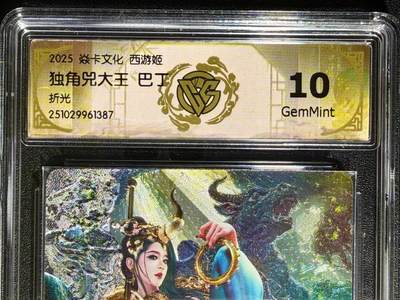 2025 焱卡文化 西游姬
独角兕大王 巴丁
折光
251029961387
10
GemMint